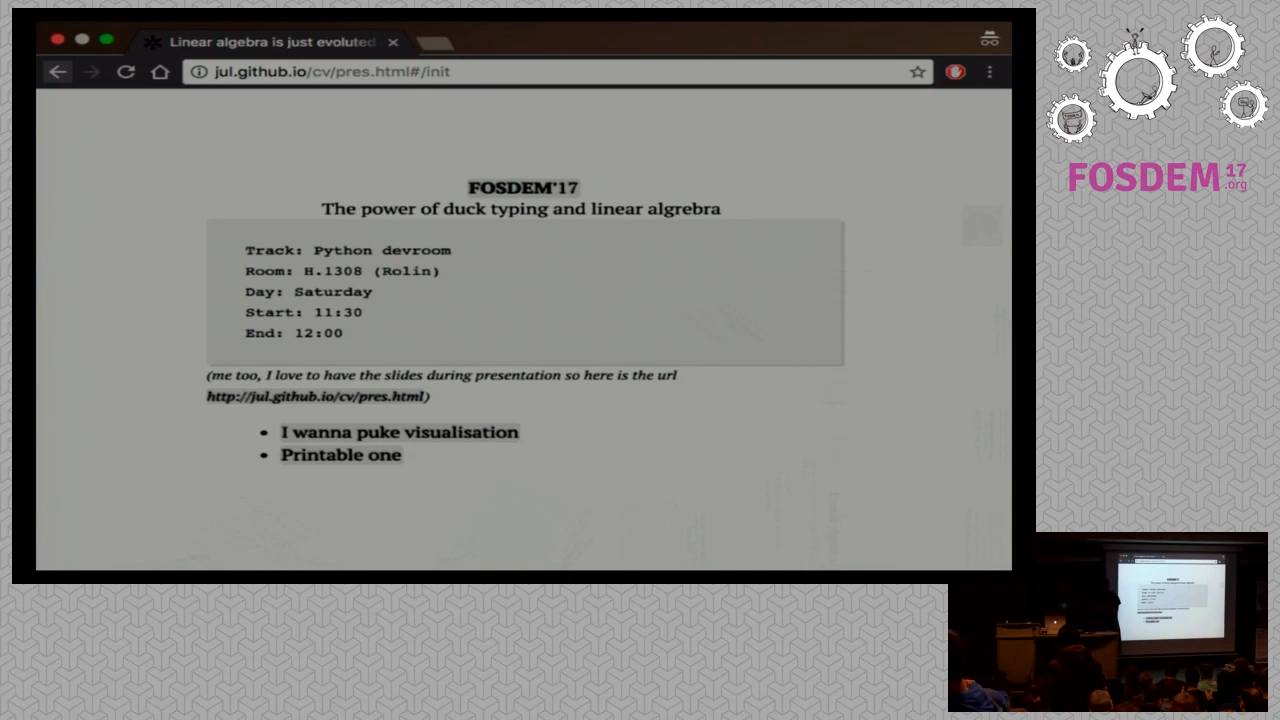 Linear algebra is just evoluted
jul.github.io/cv/pres.html#/init
FOSDEM'17
The power of duck typing and linear algrebra
Track: Python devroom
Room: H.1308 (Rolin)
Day: Saturday
Start: 11:30
End: 12:00
(me too, I love to have the slides during presentation so here is the url
http://jul.github.io/cv/pres.html)
• I wanna puke visualisation
• Printable one
FOSDEM 17
.org